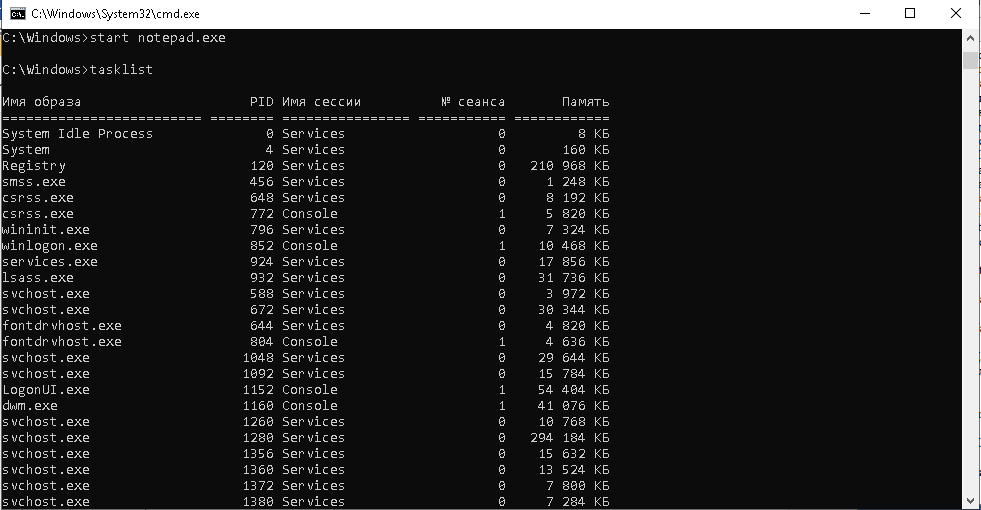 C:\Windows\System32\cmd.exe
C:\Windows>start notepad.exe
C:\Windows>tasklist
Имя образа                     PID Имя сессии          № сеанса       Память
========================= ======== ================ =========== ============
System Idle Process              0 Services                   0         8 КБ
System                           4 Services                   0       160 КБ
Registry                       120 Services                   0   210 968 КБ
smss.exe                       456 Services                   0     1 248 КБ
csrss.exe                      648 Services                   0     8 192 КБ
csrss.exe                      772 Console                    1     5 820 КБ
wininit.exe                    796 Services                   0     7 324 КБ
winlogon.exe                   852 Console                    1    10 468 КБ
services.exe                   924 Services                   0    17 856 КБ
lsass.exe                      932 Services                   0    31 736 КБ
svchost.exe                    588 Services                   0     3 972 КБ
svchost.exe                    672 Services                   0    30 344 КБ
fontdrvhost.exe                644 Services                   0     4 820 КБ
fontdrvhost.exe                804 Console                    1     4 636 КБ
svchost.exe                   1048 Services                   0    29 644 КБ
svchost.exe                   1092 Services                   0    15 784 КБ
LogonUI.exe                   1152 Console                    1    54 404 КБ
dwm.exe                       1160 Console                    1    41 076 КБ
svchost.exe                   1260 Services                   0    10 768 КБ
svchost.exe                   1280 Services                   0   294 184 КБ
svchost.exe                   1356 Services                   0    15 632 КБ
svchost.exe                   1360 Services                   0    13 524 КБ
svchost.exe                   1372 Services                   0     7 800 КБ
svchost.exe                   1380 Services                   0     7 284 КБ